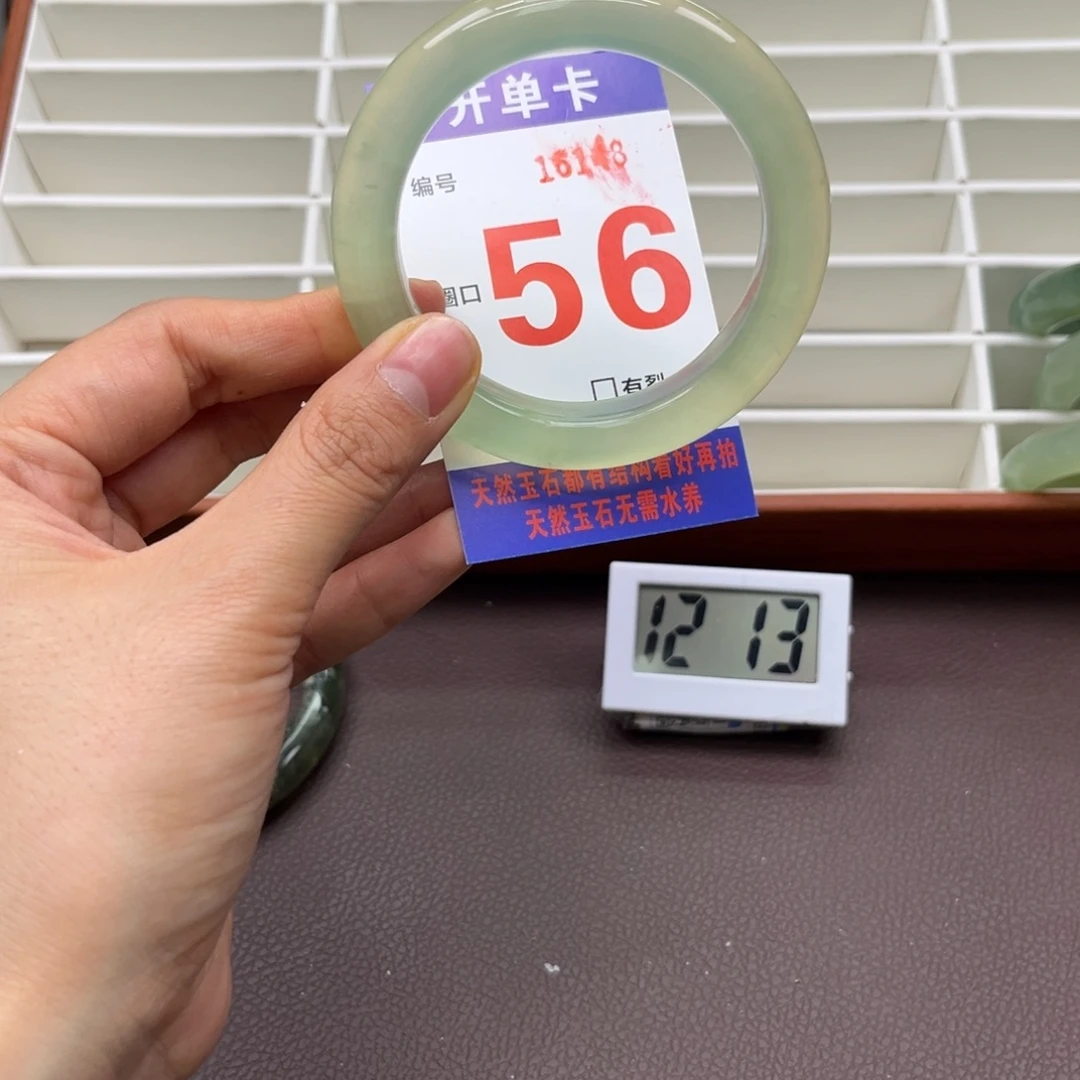 开单卡
编号 16148
圈口 56
□有裂
天然玉石都有结构看好再拍
天然玉石无需水养
12 13